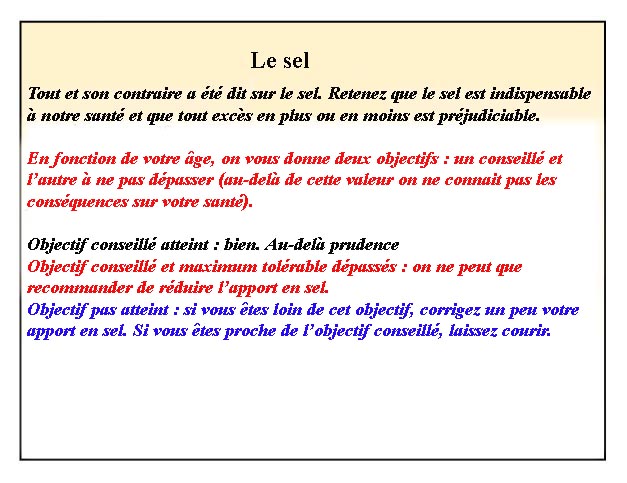 Le sel
Tout et son contraire a été dit sur le sel. Retenez que le sel est indispensable
à notre santé et que tout excès en plus ou en moins est préjudiciable.
En fonction de votre âge, on vous donne deux objectifs : un conseillé et
l’autre à ne pas dépasser (au-delà de cette valeur on ne connait pas les
conséquences sur votre santé).
Objectif conseillé atteint : bien. Au-delà prudence
Objectif conseillé et maximum tolérable dépassés : on ne peut que
recommander de réduire l’apport en sel.
Objectif pas atteint : si vous êtes loin de cet objectif, corrigez un peu votre
apport en sel. Si vous êtes proche de l’objectif conseillé, laissez courir.